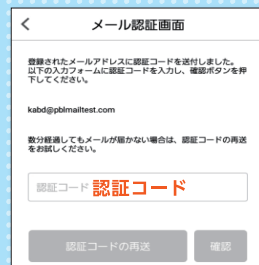 メール認証画面
登録されたメールアドレスに認証コードを送付しました。
以下の入力フォームに認証コードを入力し、確認ボタンを押
下してください。
kabd@pblmailtest.com
数分経過してもメールが届かない場合は、認証コードの再送
をお試しください。
認証コード 認証コード
認証コードの再送 確認